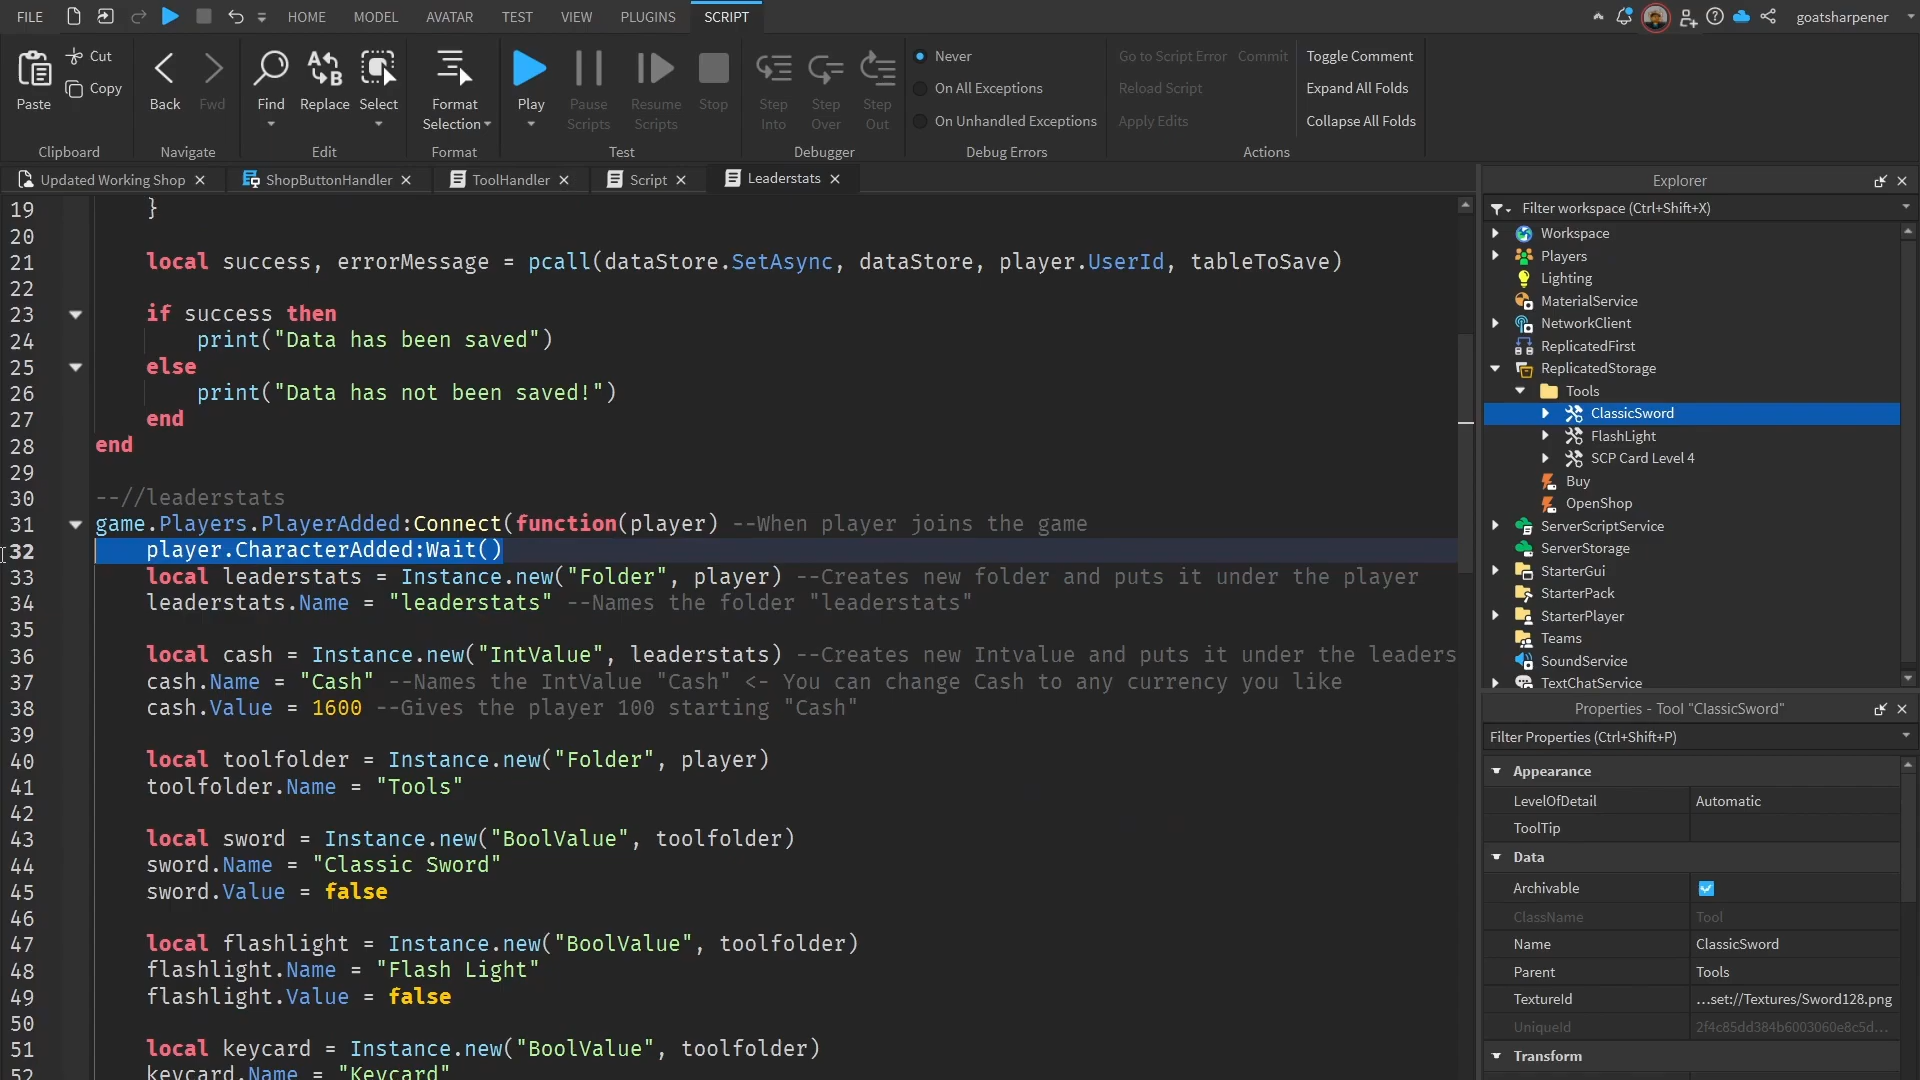 FILE HOME MODEL AVATAR TEST VIEW PLUGINS SCRIPT goatsharpener
Paste Cut Copy Back Fwd Find Replace Select Format Selection Play Pause Scripts Resume Scripts Stop Step Into Step Over Step Out
Never
On All Exceptions
On Unhandled Exceptions
Go to Script Error Commit
Reload Script
Apply Edits
Toggle Comment
Expand All Folds
Collapse All Folds
Clipboard Navigate Edit Format Test Debugger Debug Errors Actions
Updated Working Shop ShopButtonHandler ToolHandler Script Leaderstats
19 }
20
21 local success, errorMessage = pcall(dataStore.SetAsync, dataStore, player.UserId, tableToSave)
22
23 if success then
24 print("Data has been saved")
25 else
26 print("Data has not been saved!")
27 end
28 end
29
30 --//leaderstats
31 game.Players.PlayerAdded:Connect(function(player) --When player joins the game
32 player.CharacterAdded:Wait()
33 local leaderstats = Instance.new("Folder", player) --Creates new folder and puts it under the player
34 leaderstats.Name = "leaderstats" --Names the folder "leaderstats"
35
36 local cash = Instance.new("IntValue", leaderstats) --Creates new Intvalue and puts it under the leaders
37 cash.Name = "Cash" --Names the IntValue "Cash" <- You can change Cash to any currency you like
38 cash.Value = 1600 --Gives the player 100 starting "Cash"
39
40 local toolfolder = Instance.new("Folder", player)
41 toolfolder.Name = "Tools"
42
43 local sword = Instance.new("BoolValue", toolfolder)
44 sword.Name = "Classic Sword"
45 sword.Value = false
46
47 local flashlight = Instance.new("BoolValue", toolfolder)
48 flashlight.Name = "Flash Light"
49 flashlight.Value = false
50
51 local keycard = Instance.new("BoolValue", toolfolder)
52 keycard.Name = "Keycard"
Explorer
Filter workspace (Ctrl+Shift+X)
Workspace
Players
Lighting
MaterialService
NetworkClient
ReplicatedFirst
ReplicatedStorage
Tools
ClassicSword
FlashLight
SCP Card Level 4
Buy
OpenShop
ServerScriptService
ServerStorage
StarterGui
StarterPack
StarterPlayer
Teams
SoundService
TextChatService
Properties - Tool "ClassicSword"
Filter Properties (Ctrl+Shift+P)
Appearance
LevelOfDetail Automatic
ToolTip
Data
Archivable
ClassName Tool
Name ClassicSword
Parent Tools
TextureId ...set://Textures/Sword128.png
UniqueId 2f4c85dd384b6003060e8c5d...
Transform